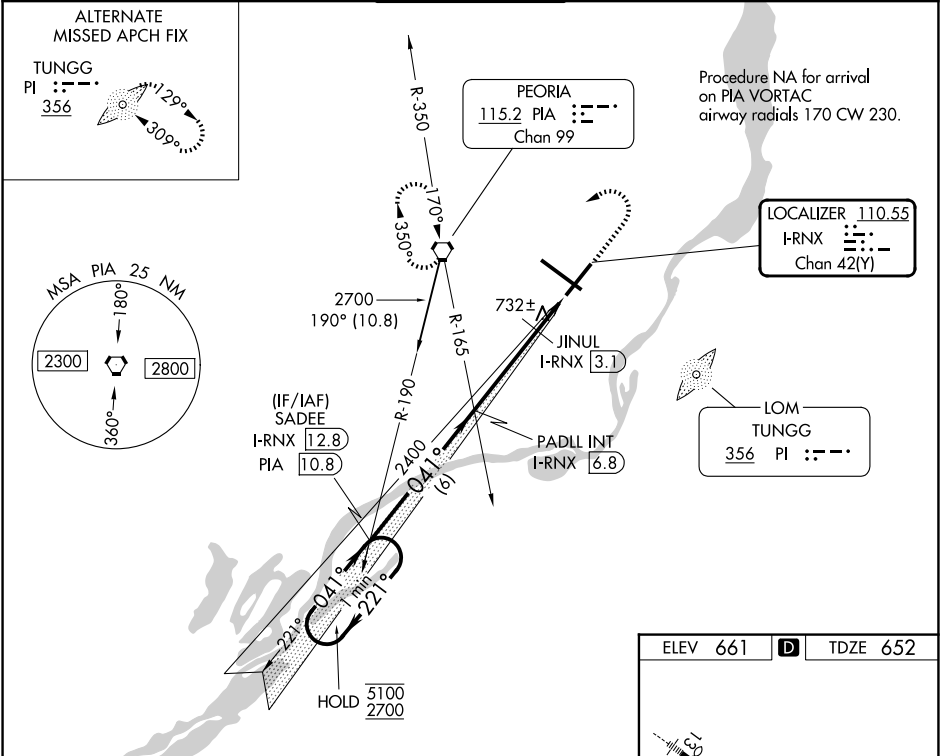 ALTERNATE
MISSED APCH FIX
TUNGG
PI
356
129°
309°
R-350
PEORIA
115.2 PIA
Chan 99
Procedure NA for arrival
on PIA VORTAC
airway radials 170 CW 230.
170°
350°
LOCALIZER 110.55
I-RNX
Chan 42(Y)
MSA PIA 25 NM
180°
2300
2800
360°
2700
190° (10.8)
R-165
732±
JINUL
I-RNX 3.1
R-190
(IF/IAF)
SADEE
I-RNX 12.8
PIA 10.8
2400
041°
(6)
PADLL INT
I-RNX 6.8
LOM
TUNGG
356 PI
041°
1 min
221°
221°
HOLD 5100
2700
ELEV 661 D TDZE 652